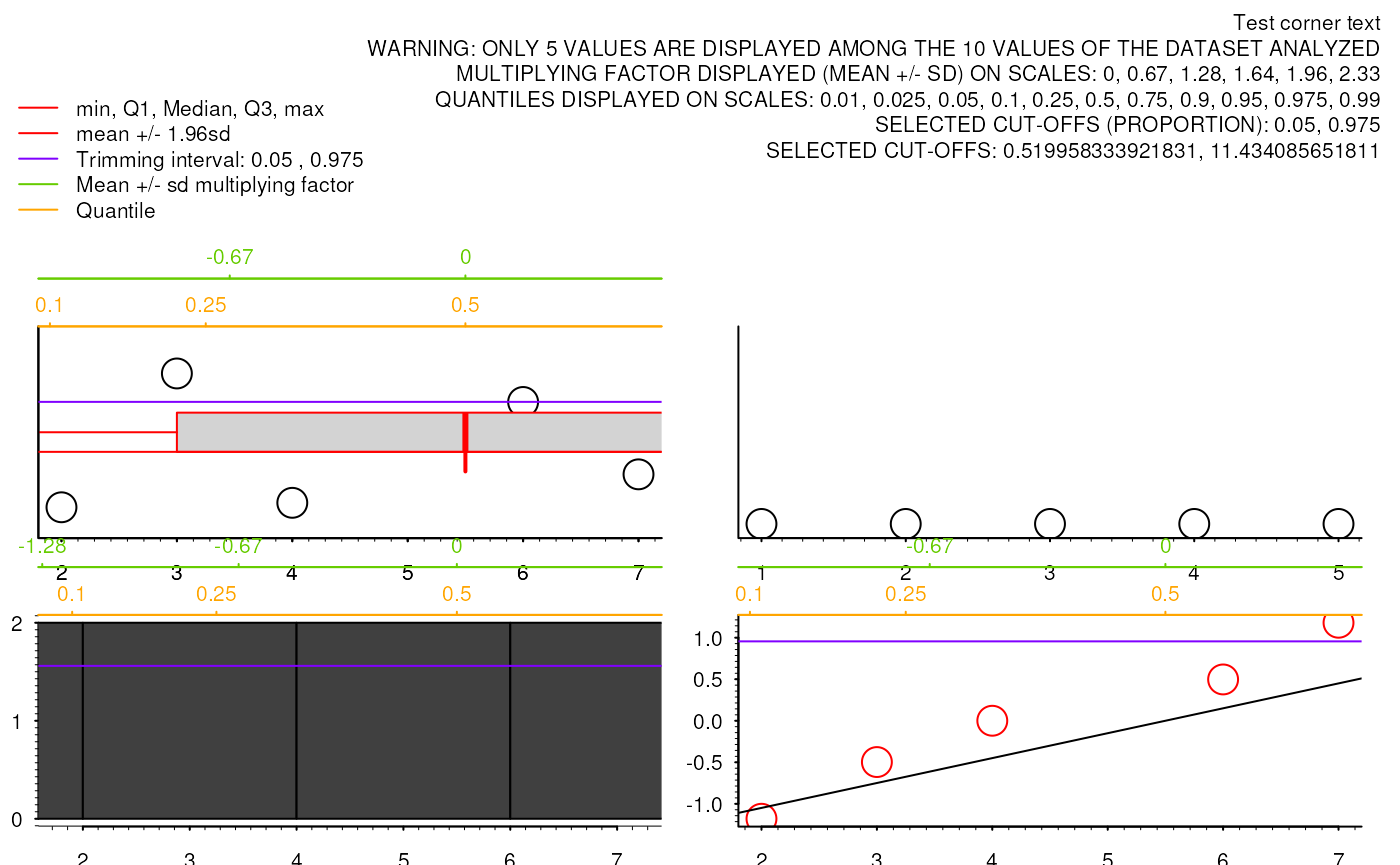 Test corner text
WARNING: ONLY 5 VALUES ARE DISPLAYED AMONG THE 10 VALUES OF THE DATASET ANALYZED
MULTIPLYING FACTOR DISPLAYED (MEAN +/- SD) ON SCALES: 0, 0.67, 1.28, 1.64, 1.96, 2.33
QUANTILES DISPLAYED ON SCALES: 0.01, 0.025, 0.05, 0.1, 0.25, 0.5, 0.75, 0.9, 0.95, 0.975, 0.99
SELECTED CUT-OFFS (PROPORTION): 0.05, 0.975
SELECTED CUT-OFFS: 0.519958333921831, 11.434085651811
min, Q1, Median, Q3, max
mean +/- 1.96sd
Trimming interval: 0.05 , 0.975
Mean +/- sd multiplying factor
Quantile
-0.67 0
0.1 0.25 0.5
2 3 4 5 6 7
1 2 3 4 5
-1.28 -0.67 0
0.1 0.25 0.5
2
1
0
2 3 4 5 6 7
-0.67 0
0.1 0.25 0.5
1.0
0.5
0.0
-0.5
-1.0
2 3 4 5 6 7